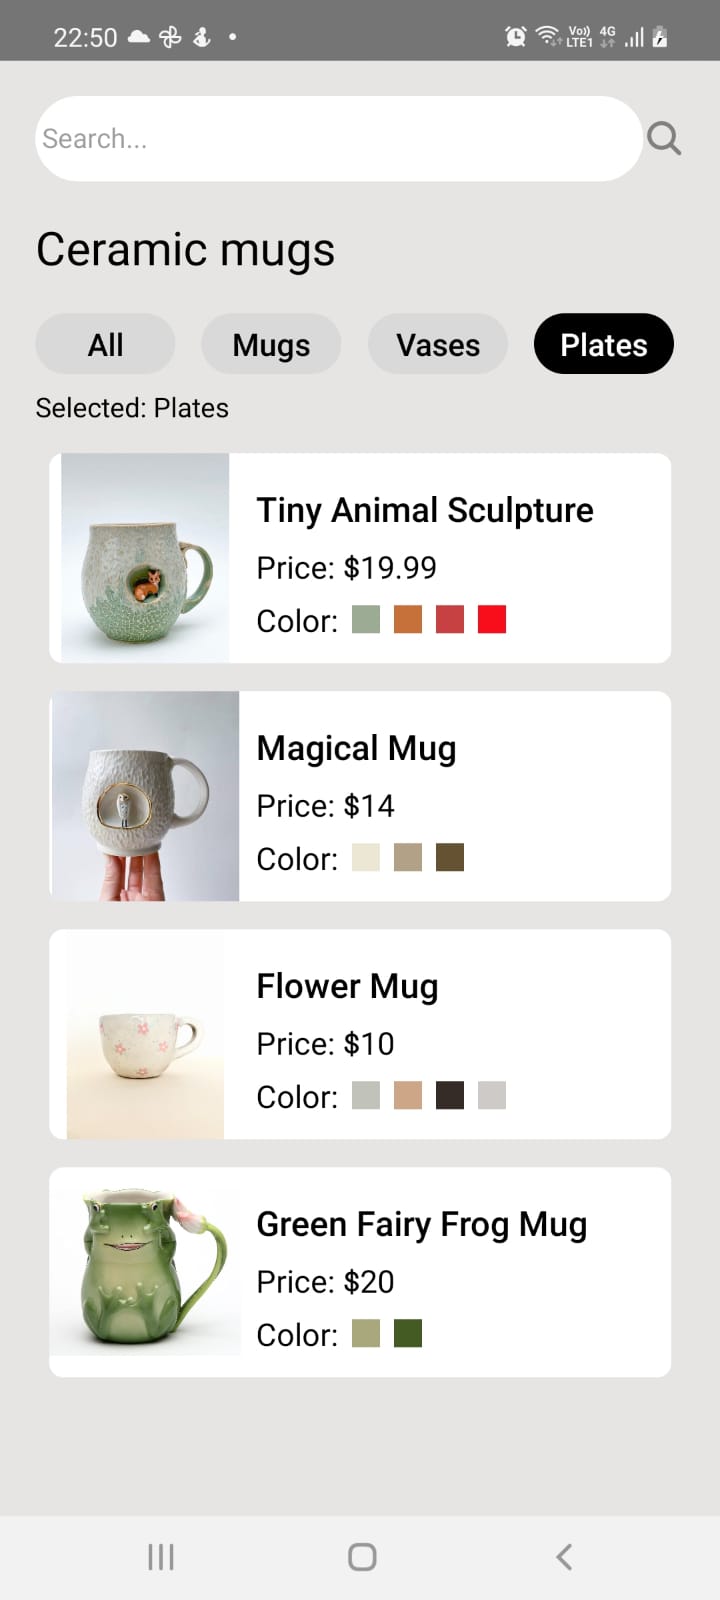 22:50
Vo)) 4G
LTE1
Search...
Ceramic mugs
All Mugs Vases Plates
Selected: Plates
Tiny Animal Sculpture
Price: $19.99
Color:
Magical Mug
Price: $14
Color:
Flower Mug
Price: $10
Color:
Green Fairy Frog Mug
Price: $20
Color: